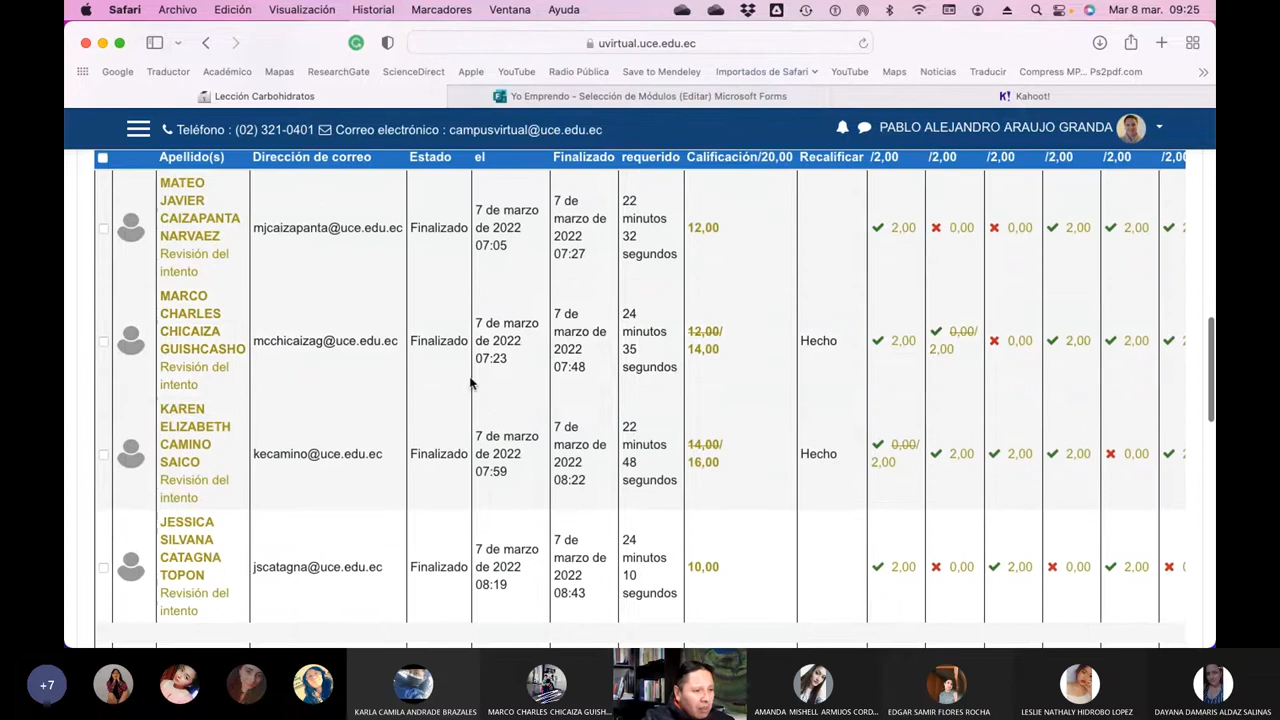 Safari Archivo Edición Visualización Historial Marcadores Ventana Ayuda Mar 8 mar. 09:25
uvirtual.uce.edu.ec
Google Traductor Académico Mapas ResearchGate ScienceDirect Apple YouTube Radio Pública Save to Mendeley Importados de Safari YouTube Maps Noticias Traducir Compress MP... Ps2pdf.com
Lección Carbohidratos Yo Emprendo - Selección de Módulos (Editar) Microsoft Forms K! Kahoot!
Teléfono : (02) 321-0401 Correo electrónico : campusvirtual@uce.edu.ec PABLO ALEJANDRO ARAUJO GRANDA
Apellido(s) Dirección de correo Estado el Finalizado requerido Calificación/20,00 Recalificar /2,00 /2,00 /2,00 /2,00 /2,00 /2,00
MATEO
JAVIER
CAIZAPANTA
NARVAEZ
Revisión del
intento
mjcaizapanta@uce.edu.ec Finalizado
7 de marzo
de 2022
07:05
7 de
marzo de
2022
07:27
22
minutos
32
segundos
12,00 2,00 0,00 0,00 2,00 2,00
MARCO
CHARLES
CHICAIZA
GUISHCASHO
Revisión del
intento
mcchicaizag@uce.edu.ec Finalizado
7 de marzo
de 2022
07:23
7 de
marzo de
2022
07:48
24
minutos
35
segundos
12,00/
14,00
Hecho 2,00
0,00/
2,00
0,00 2,00 2,00
KAREN
ELIZABETH
CAMINO
SAICO
Revisión del
intento
kecamino@uce.edu.ec Finalizado
7 de marzo
de 2022
07:59
7 de
marzo de
2022
08:22
22
minutos
48
segundos
14,00/
16,00
Hecho
0,00/
2,00
2,00 2,00 2,00 0,00
JESSICA
SILVANA
CATAGNA
TOPON
Revisión del
intento
jscatagna@uce.edu.ec Finalizado
7 de marzo
de 2022
08:19
7 de
marzo de
2022
08:43
24
minutos
10
segundos
10,00 2,00 0,00 2,00 0,00 2,00
+7 KARLA CAMILA ANDRADE BRAZALES MARCO CHARLES CHICAIZA GUISH... AMANDA MISHELL ARMIJOS CORD... EDGAR SAMIR FLORES ROCHA LESLIE NATHALY HIDROBO LOPEZ DAYANA DAMARIS ALDAZ SALINAS